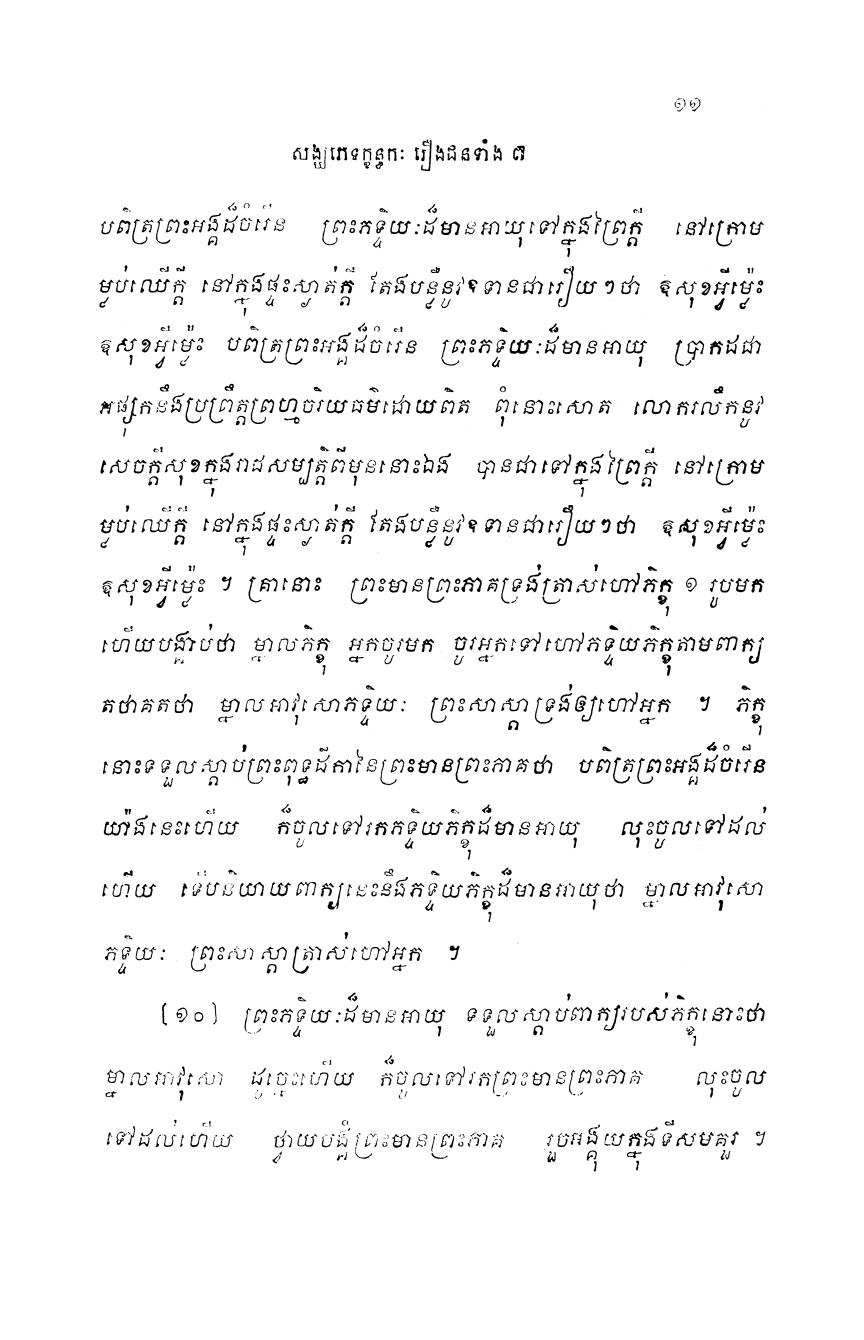 ១១
សង្ឃភេទក្ខន្ធកៈ រឿងជនទាំង ៧
បពិត្រព្រះអង្គដ៏ចំរើន ព្រះភទ្ទិយៈដ៏មានអាយុទៅក្នុងព្រៃក្តី នៅក្រោម
ម្លប់ឈើក្តី នៅក្នុងផ្ទះស្ងាត់ក្តី តែងបន្លឺនូវឧទានជារឿយៗថា ឱសុខអ្វីម្ល៉េះ
ឱសុខអ្វីម្ល៉េះ បពិត្រព្រះអង្គដ៏ចំរើន ព្រះភទ្ទិយៈដ៏មានអាយុ ប្រាកដជា
អផ្សុកនឹងប្រព្រឹត្តព្រហ្មចរិយធម៌ដោយពិត ពុំនោះសោត លោករលឹកនូវ
សេចក្តីសុខក្នុងរាជសម្បត្តិពីមុននោះឯង បានជាទៅក្នុងព្រៃក្តី នៅក្រោម
ម្លប់ឈើក្តី នៅក្នុងផ្ទះស្ងាត់ក្តី តែងបន្លឺនូវឧទានជារឿយៗថា ឱសុខអ្វីម្ល៉េះ
ឱសុខអ្វីម្ល៉េះ ។ គ្រានោះ ព្រះមានព្រះភាគទ្រង់ត្រាស់ហៅភិក្ខុ ១ រូបមក
ហើយបង្គាប់ថា ម្នាលភិក្ខុ អ្នកចូរមក ចូរអ្នកទៅហៅភទ្ទិយភិក្ខុតាមពាក្យ
តថាគតថា ម្នាលអាវុសោភទ្ទិយៈ ព្រះសាស្តាទ្រង់ឲ្យហៅអ្នក ។ ភិក្ខុ
នោះទទួលស្តាប់ព្រះពុទ្ធដីកានៃព្រះមានព្រះភាគថា បពិត្រព្រះអង្គដ៏ចំរើន
យ៉ាងនេះហើយ ក៏ចូលទៅរកភទ្ទិយភិក្ខុដ៏មានអាយុ លុះចូលទៅដល់
ហើយ ទើបនិយាយពាក្យនេះនឹងភទ្ទិយភិក្ខុដ៏មានអាយុថា ម្នាលអាវុសោ
ភទ្ទិយៈ ព្រះសាស្តាត្រាស់ហៅអ្នក ។
[១០] ព្រះភទ្ទិយៈដ៏មានអាយុ ទទួលស្តាប់ពាក្យរបស់ភិក្ខុនោះថា
ម្នាលអាវុសោ ដូច្នេះហើយ ក៏ចូលទៅរកព្រះមានព្រះភាគ លុះចូល
ទៅដល់ហើយ ថ្វាយបង្គំព្រះមានព្រះភាគ រួចអង្គុយក្នុងទីសមគួរ ។